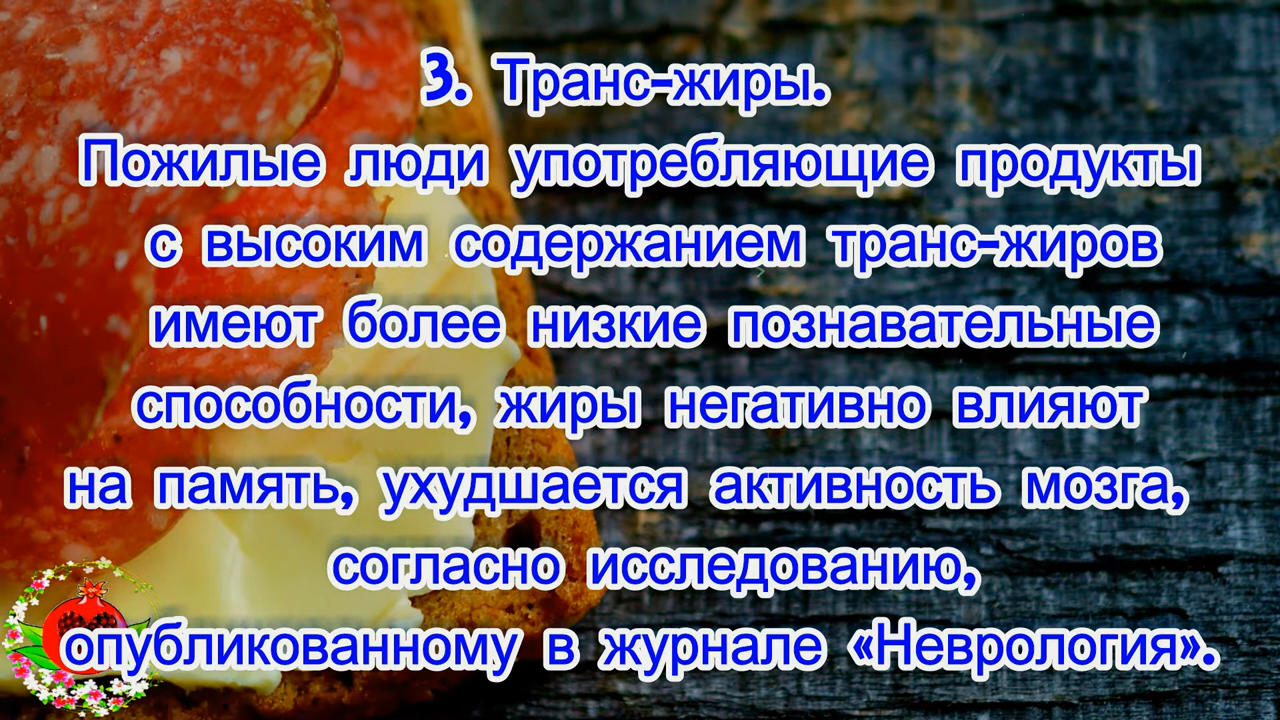 3. Транс-жиры.
Пожилые люди употребляющие продукты
с высоким содержанием транс-жиров
имеют более низкие познавательные
способности, жиры негативно влияют
на память, ухудшается активность мозга,
согласно исследованию,
опубликованному в журнале «Неврология».